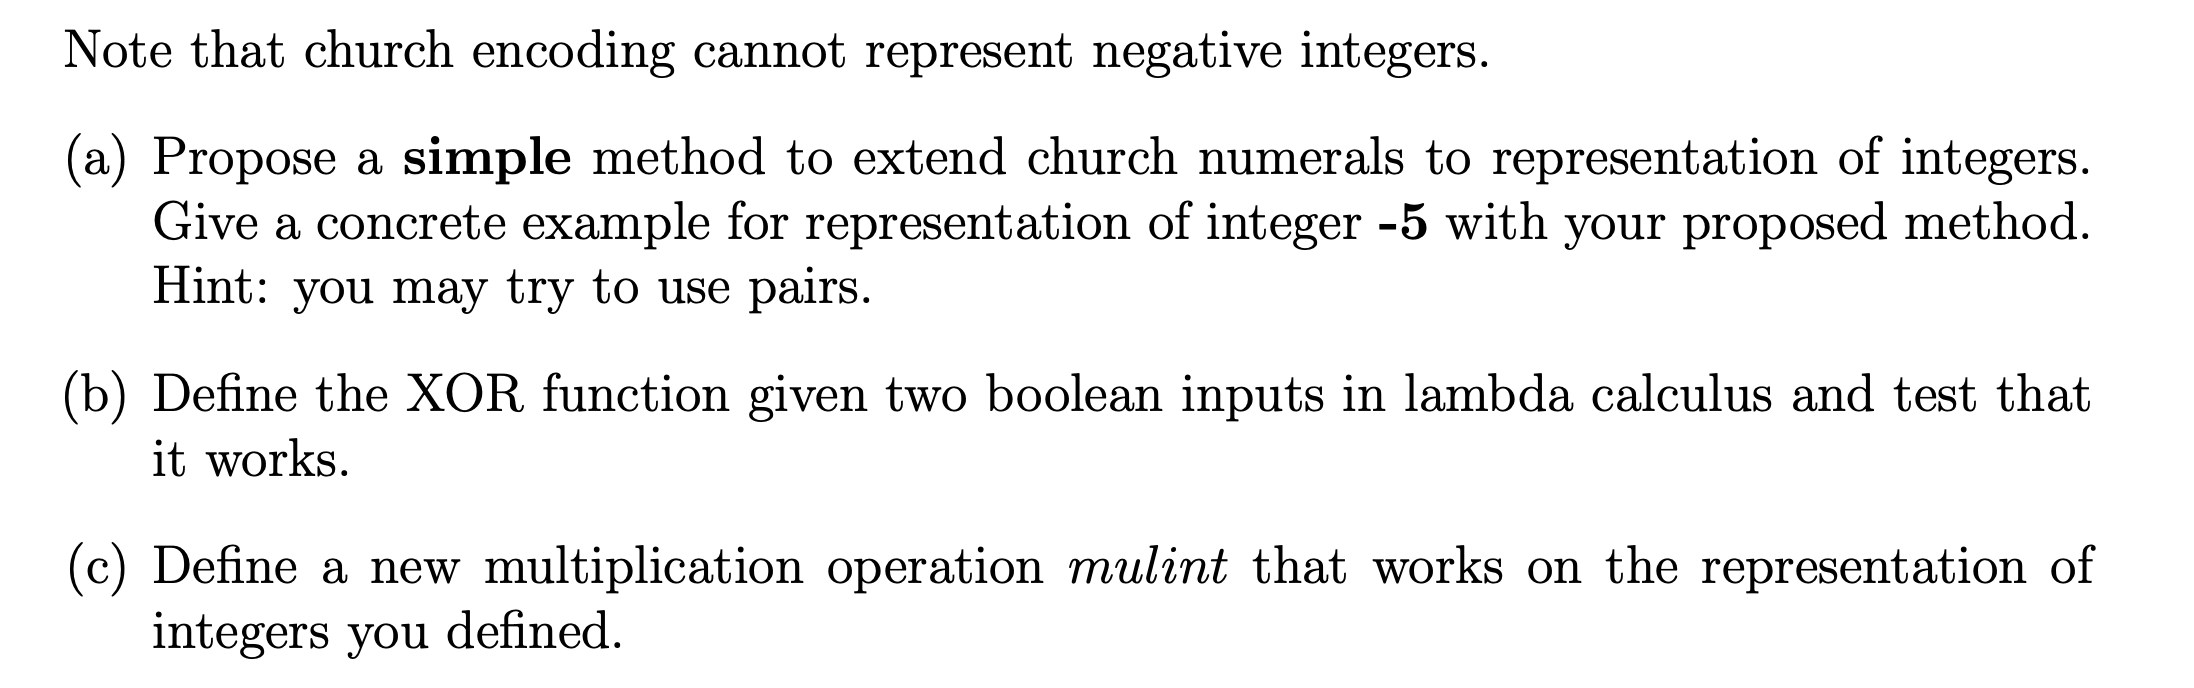 Note that church encoding cannot represent negative integers.
(a) Propose a simple method to extend church numerals to representation of integers.
Give a concrete example for representation of integer -5 with your proposed method.
Hint: you may try to use pairs.
(b) Define the XOR function given two boolean inputs in lambda calculus and test that
it works.
(c) Define a new multiplication operation mulint that works on the representation of
integers you defined.